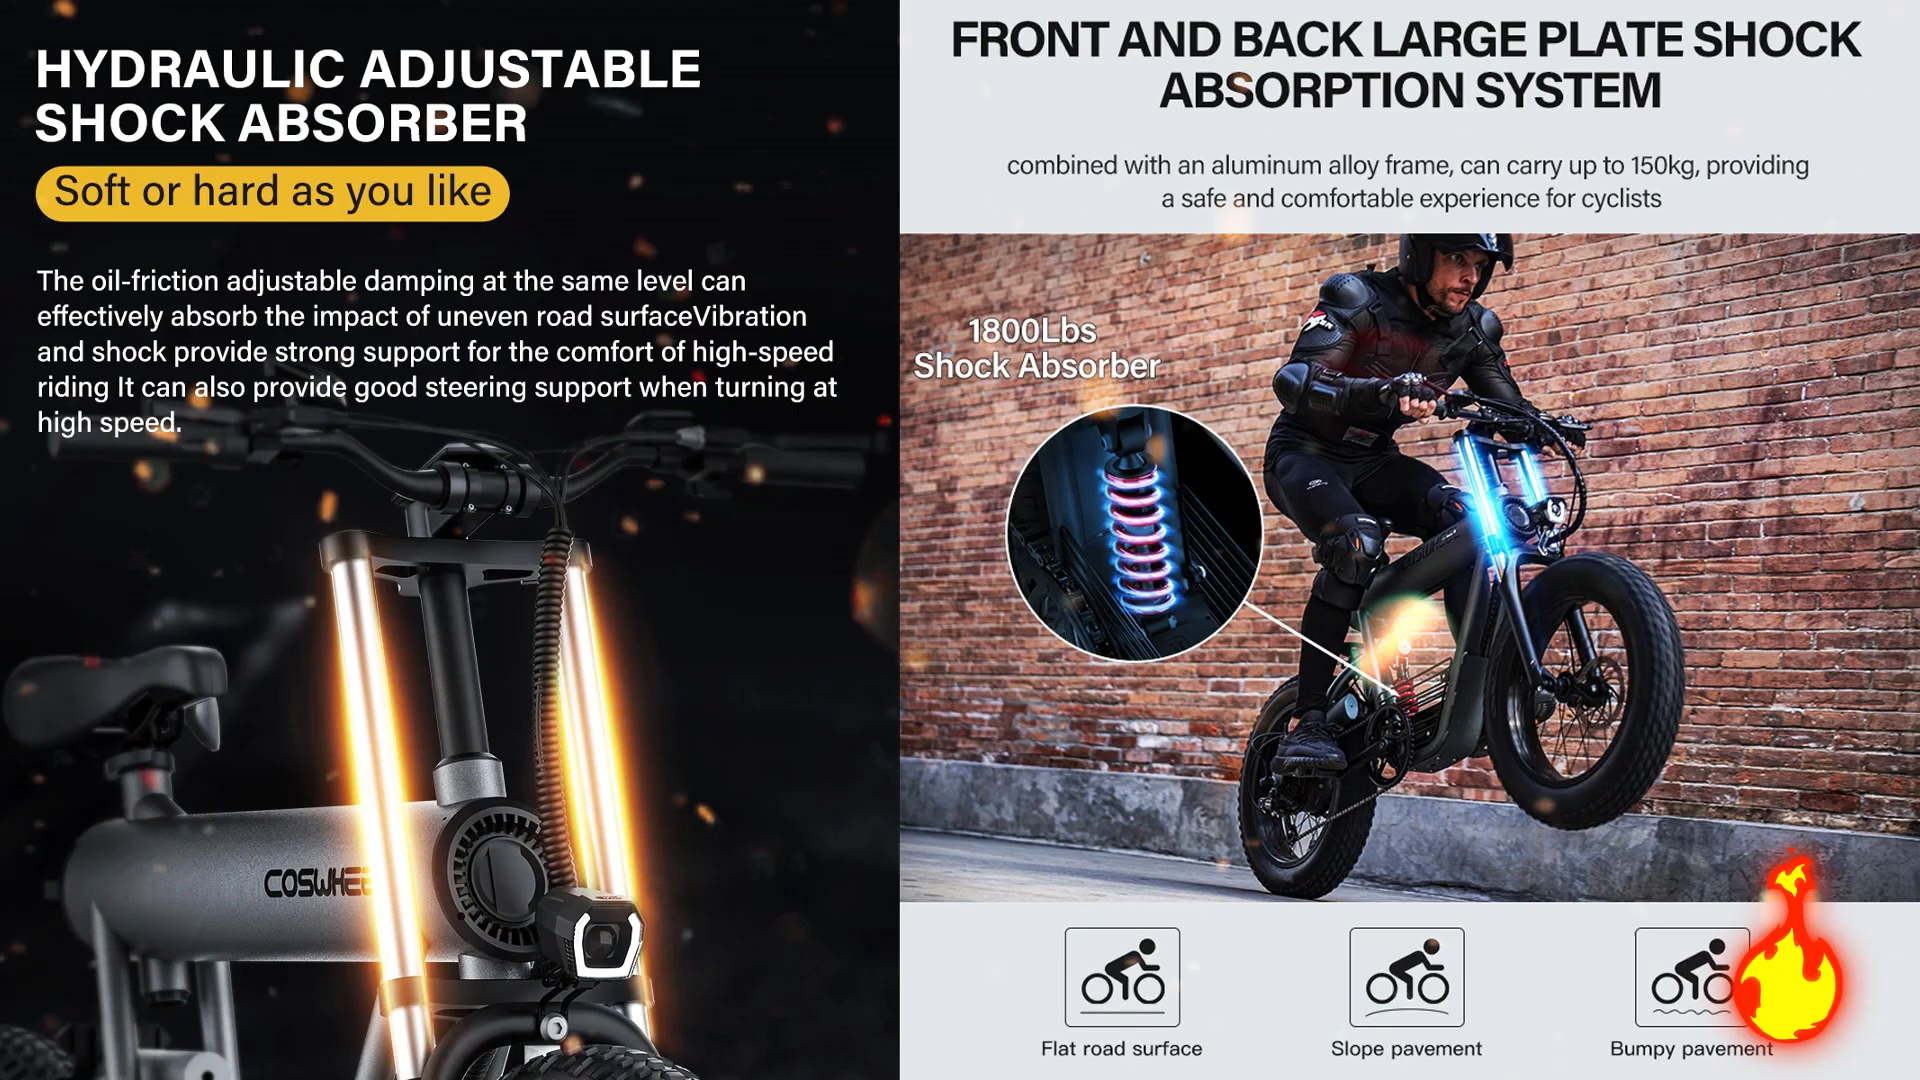 HYDRAULIC ADJUSTABLE
SHOCK ABSORBER
Soft or hard as you like
The oil-friction adjustable damping at the same level can
effectively absorb the impact of uneven road surfaceVibration
and shock provide strong support for the comfort of high-speed
riding It can also provide good steering support when turning at
high speed.
COSWHEE
FRONT AND BACK LARGE PLATE SHOCK
ABSORPTION SYSTEM
combined with an aluminum alloy frame, can carry up to 150kg, providing
a safe and comfortable experience for cyclists
1800Lbs
Shock Absorber
Flat road surface
Slope pavement
Bumpy pavement